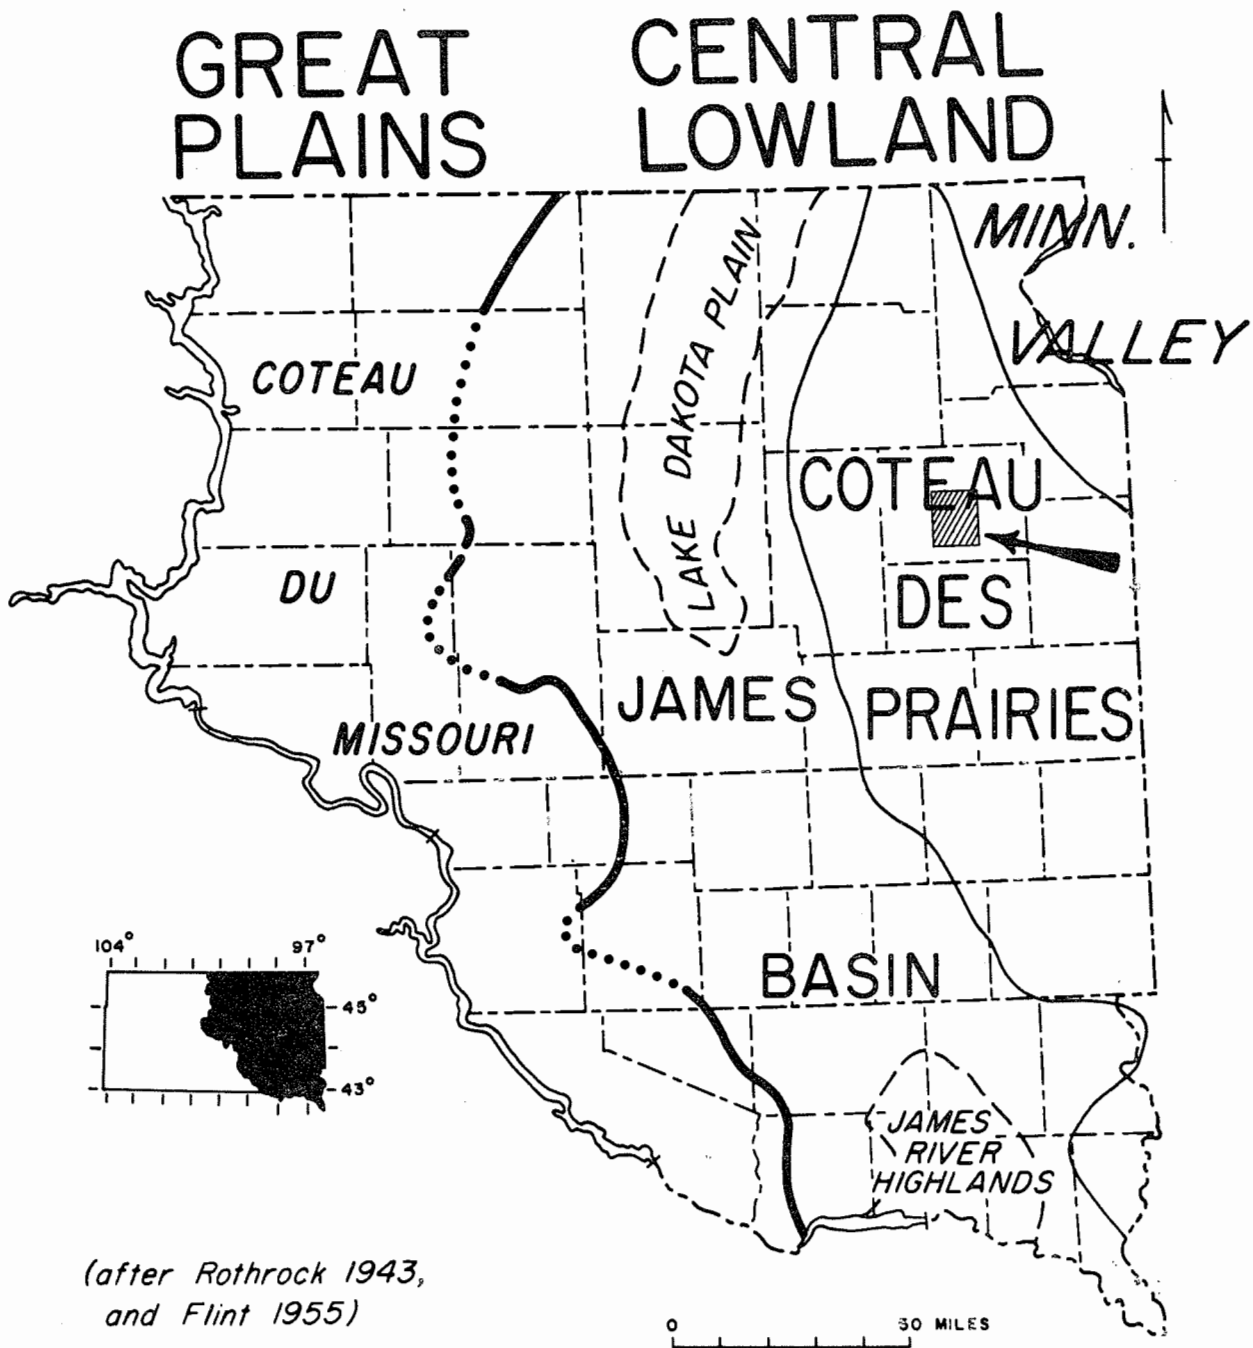 GREAT
PLAINS
CENTRAL
LOWLAND
MINN.
VALLEY
LAKE DAKOTA PLAIN
COTEAU
DU
MISSOURI
COTEAU
DES
PRAIRIES
JAMES
BASIN
JAMES
RIVER
HIGHLANDS
104° 97°
45°
43°
(after Rothrock 1943,
and Flint 1955)
0 MILES